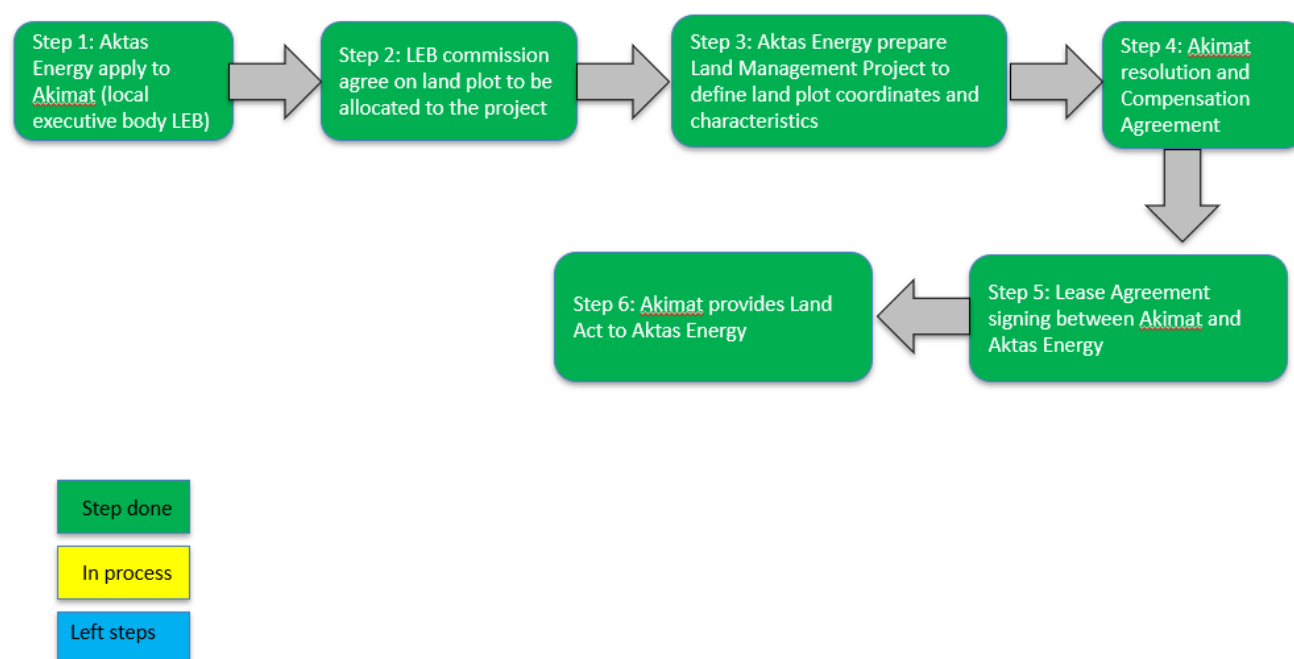 Step 1: Aktas
Energy apply to
Akimat (local
executive body LEB)
Step 2: LEB commission
agree on land plot to be
allocated to the project
Step 3: Aktas Energy prepare
Land Management Project to
define land plot coordinates and
characteristics
Step 4: Akimat
resolution and
Compensation
Agreement
Step 5: Lease Agreement
signing between Akimat and
Aktas Energy
Step 6: Akimat provides Land
Act to Aktas Energy
Step done
In process
Left steps